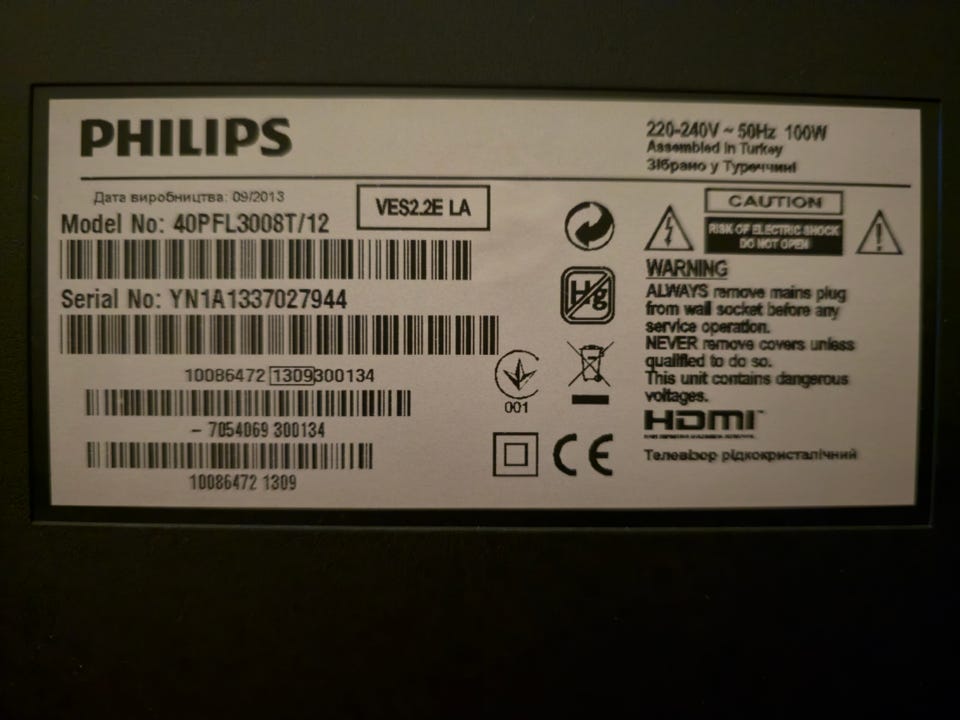 PHILIPS
220-240V ~ 50Hz 100W
Assembled in Turkey
Зібрано у Туреччині
Дата виробництва: 09/2013
VES2.2E LA
Model No: 40PFL3008T/12
CAUTION
RISK OF ELECTRIC SHOCK
DO NOT OPEN
Serial No: YN1A1337027944
Hg
WARNING
ALWAYS remove mains plug
from wall socket before any
service operation.
NEVER remove covers unless
qualified to do so.
This unit contains dangerous
voltages.
10086472 1309300134
001
HDMI
- 7054069 300134
CE
Телевізор рідкокристалічний
10086472 1309